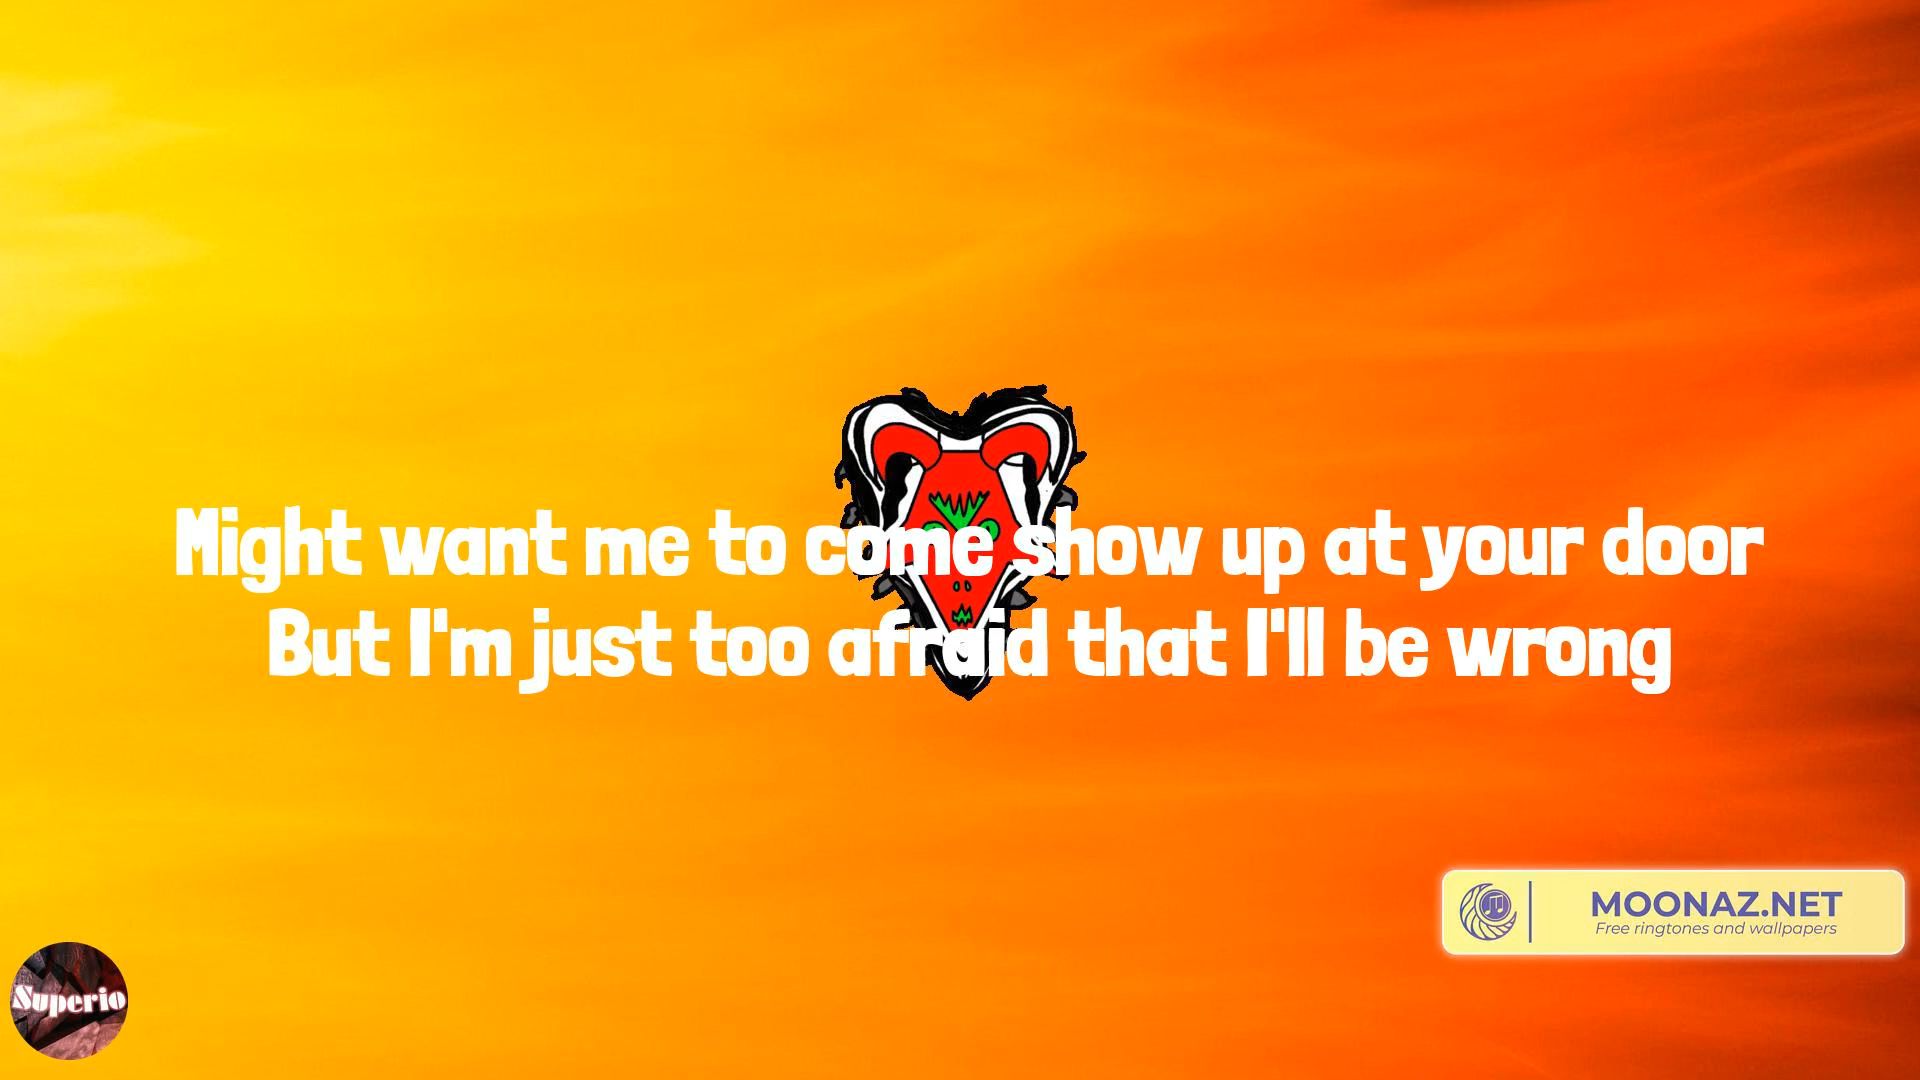 Might want me to come show up at your door
But I'm just too afraid that I'll be wrong
MOONAZ.NET
Free ringtones and wallpapers
Superio